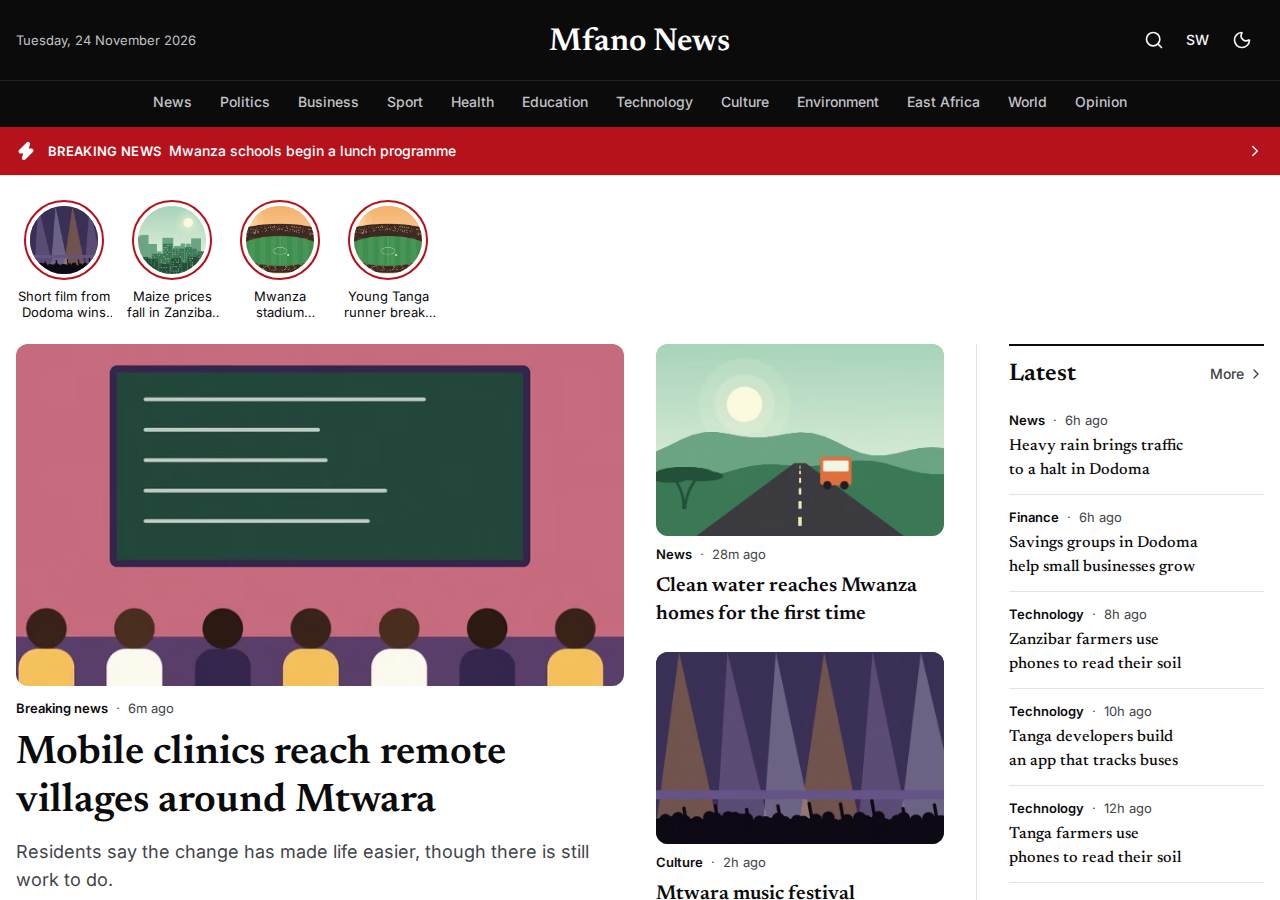 Tuesday, 24 November 2026
Mfano News
SW
News Politics Business Sport Health Education Technology Culture Environment East Africa World Opinion
BREAKING NEWS Mwanza schools begin a lunch programme
Short film from
Dodoma wins..
Maize prices
fall in Zanziba..
Mwanza
stadium...
Young Tanga
runner break...
Breaking news · 6m ago
Mobile clinics reach remote
villages around Mtwara
Residents say the change has made life easier, though there is still
work to do.
News · 28m ago
Clean water reaches Mwanza
homes for the first time
Culture · 2h ago
Mtwara music festival
Latest
More
News · 6h ago
Heavy rain brings traffic
to a halt in Dodoma
Finance · 6h ago
Savings groups in Dodoma
help small businesses grow
Technology · 8h ago
Zanzibar farmers use
phones to read their soil
Technology · 10h ago
Tanga developers build
an app that tracks buses
Technology · 12h ago
Tanga farmers use
phones to read their soil